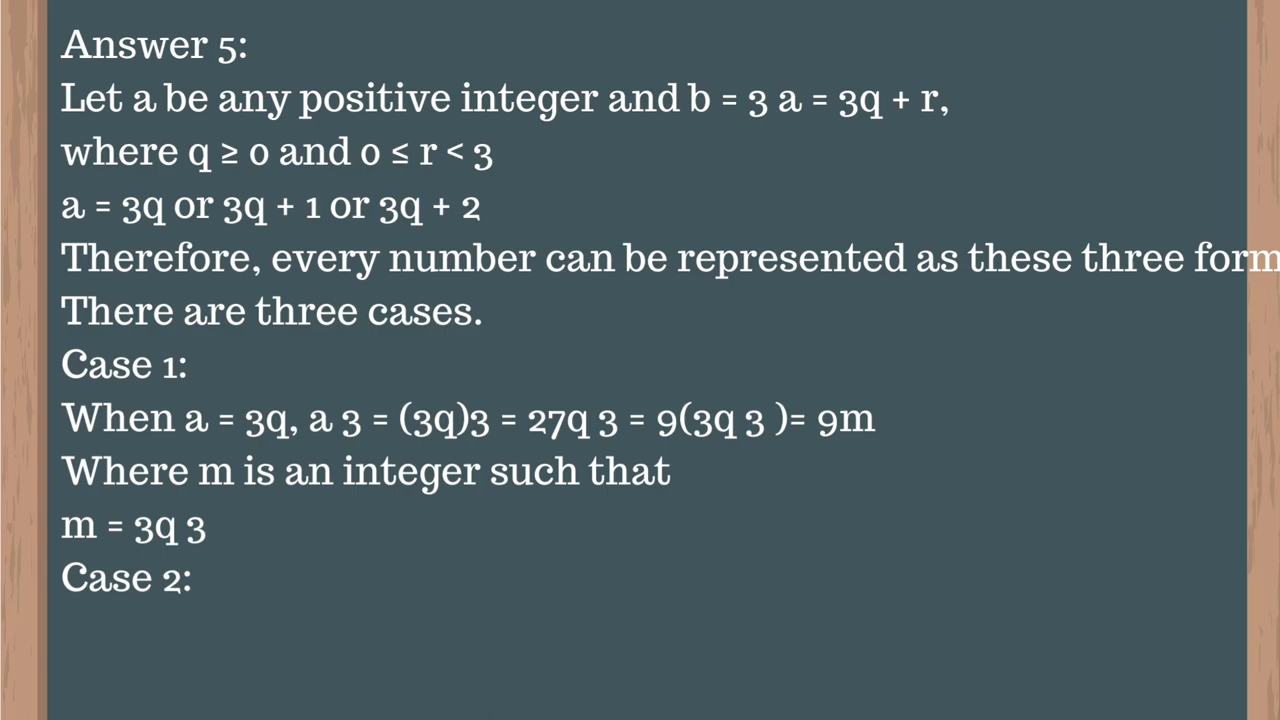 Answer 5:
Let a be any positive integer and b = 3 a = 3q + r,
where q ≥ 0 and 0 ≤ r < 3
a = 3q or 3q + 1 or 3q + 2
Therefore, every number can be represented as these three form
There are three cases.
Case 1:
When a = 3q, a 3 = (3q)3 = 27q 3 = 9(3q 3 )= 9m
Where m is an integer such that
m = 3q 3
Case 2: